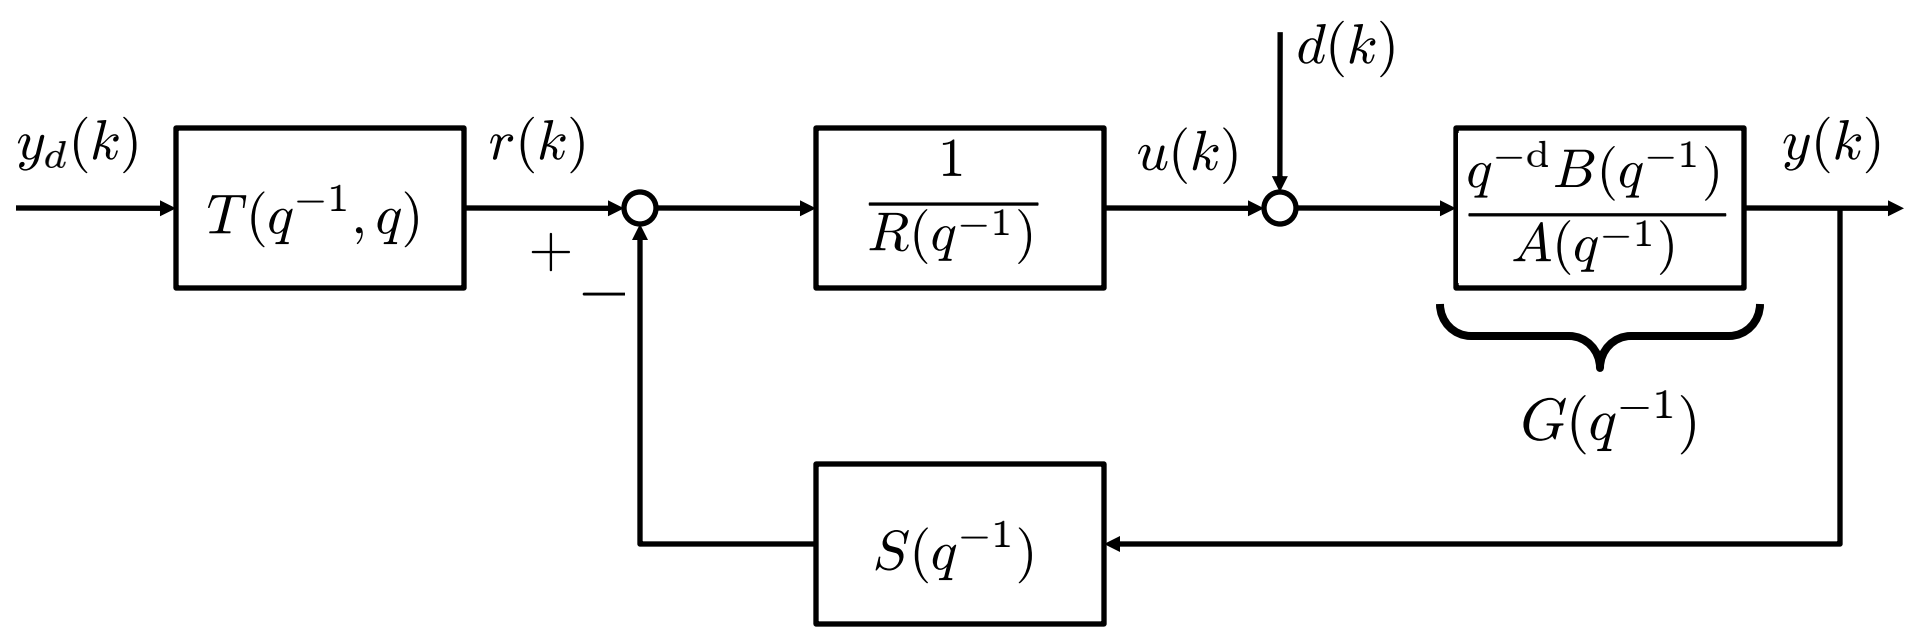 d(k)
y_d(k)
T(q^{-1}, q)
r(k)
+
−
1
R(q^{-1})
u(k)
q^{-d}B(q^{-1})
A(q^{-1})
y(k)
G(q^{-1})
S(q^{-1})